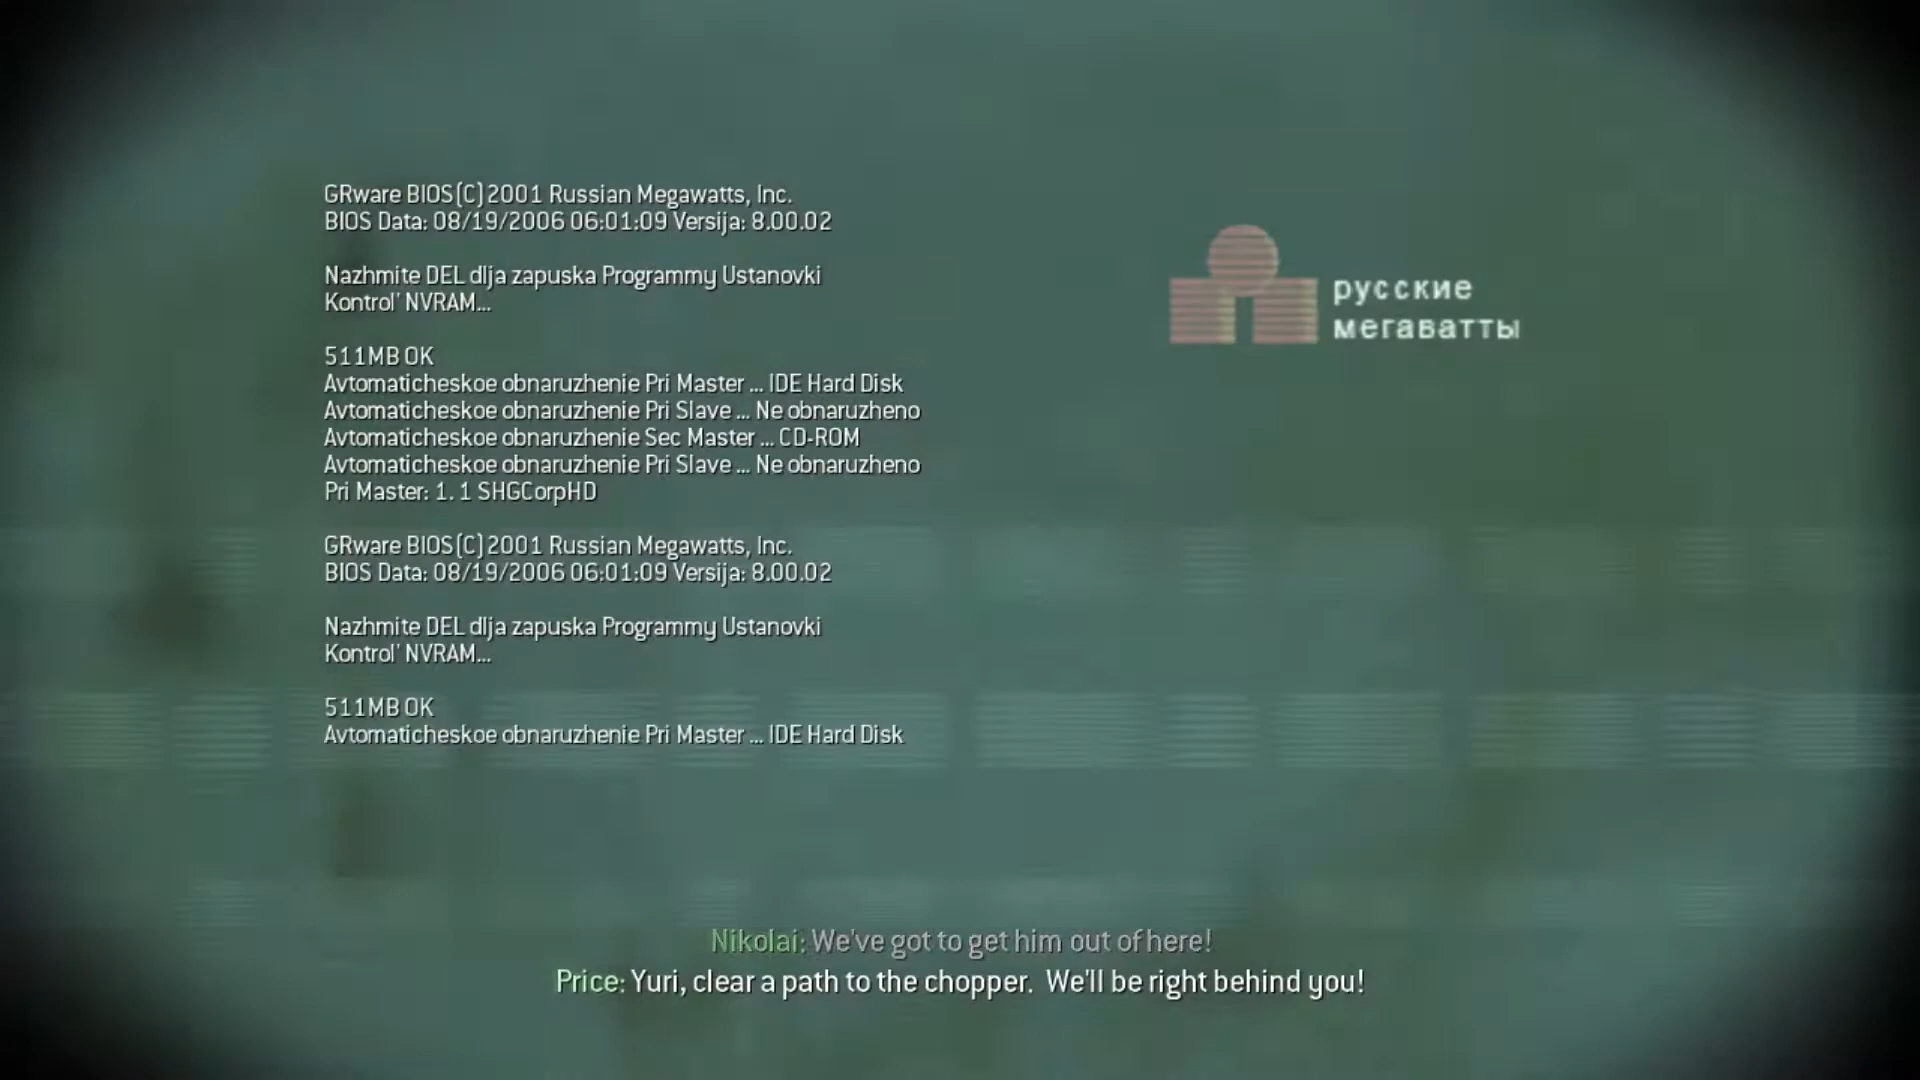 GRware BIOS(C)2001 Russian Megawatts, Inc.
BIOS Data: 08/19/2006 06:01:09 Versija: 8.00.02
Nazhmite DEL dlja zapuska Programmy Ustanovki
Kontrol' NVRAM...
511MB OK
Avtomaticheskoe obnaruzhenie Pri Master ... IDE Hard Disk
Avtomaticheskoe obnaruzhenie Pri Slave ... Ne obnaruzheno
Avtomaticheskoe obnaruzhenie Sec Master ... CD-ROM
Avtomaticheskoe obnaruzhenie Pri Slave ... Ne obnaruzheno
Pri Master: 1. 1 SHGCorpHD
GRware BIOS(C)2001 Russian Megawatts, Inc.
BIOS Data: 08/19/2006 06:01:09 Versija: 8.00.02
Nazhmite DEL dlja zapuska Programmy Ustanovki
Kontrol' NVRAM...
511MB OK
Avtomaticheskoe obnaruzhenie Pri Master ... IDE Hard Disk
русские
мегаватты
Nikolai: We've got to get him out of here!
Price: Yuri, clear a path to the chopper.  We'll be right behind you!